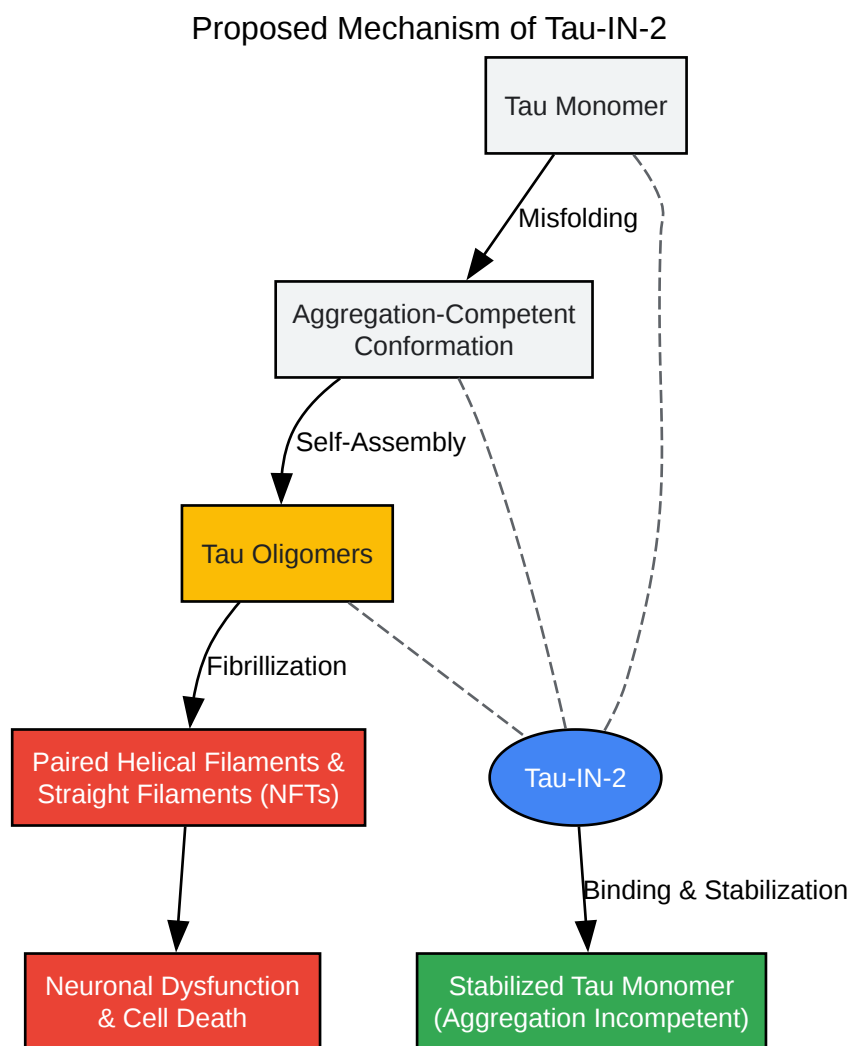 Proposed Mechanism of Tau-IN-2
Tau Monomer
Misfolding
Aggregation-Competent
Conformation
Self-Assembly
Tau Oligomers
Fibrillization
Paired Helical Filaments &
Straight Filaments (NFTs)
Tau-IN-2
Binding & Stabilization
Neuronal Dysfunction
& Cell Death
Stabilized Tau Monomer
(Aggregation Incompetent)